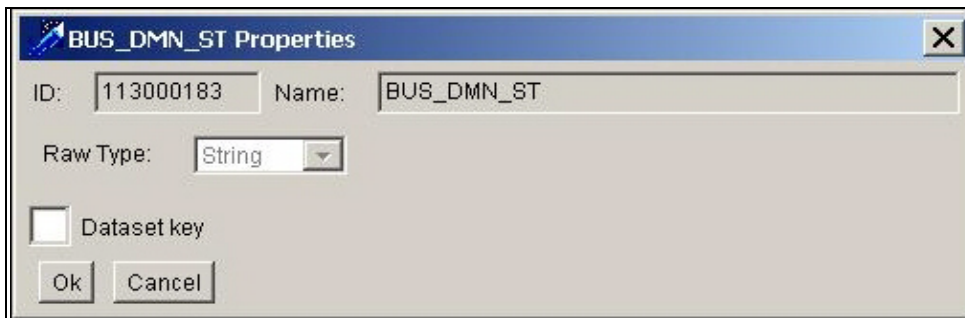 BUS_DMN_ST Properties
ID: 113000183 Name: BUS_DMN_ST
Raw Type: String
Dataset key
Ok Cancel